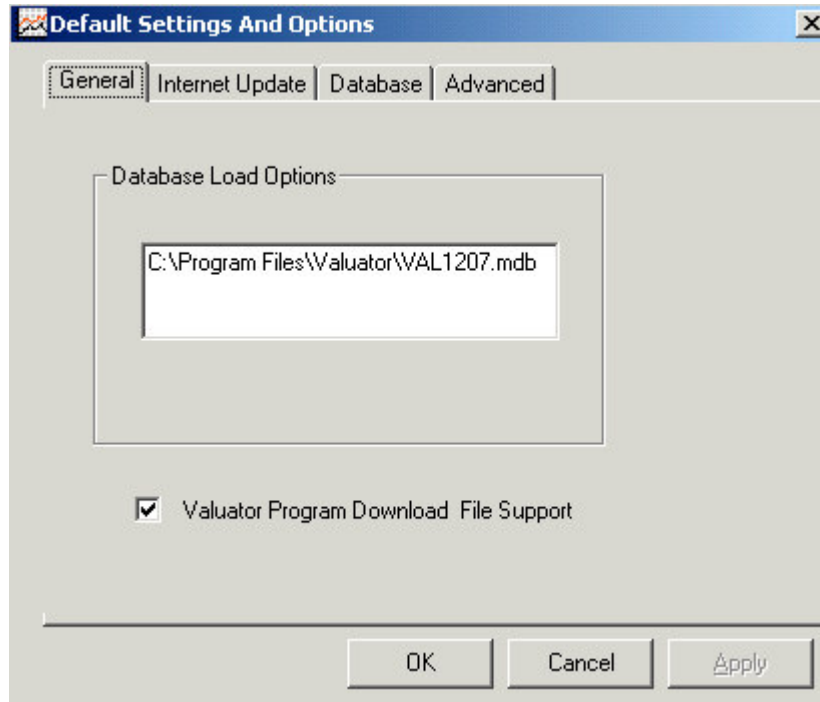 Default Settings And Options
General Internet Update Database Advanced
Database Load Options
C:\Program Files\Valuator\VAL1207.mdb
Valuator Program Download File Support
OK Cancel Apply